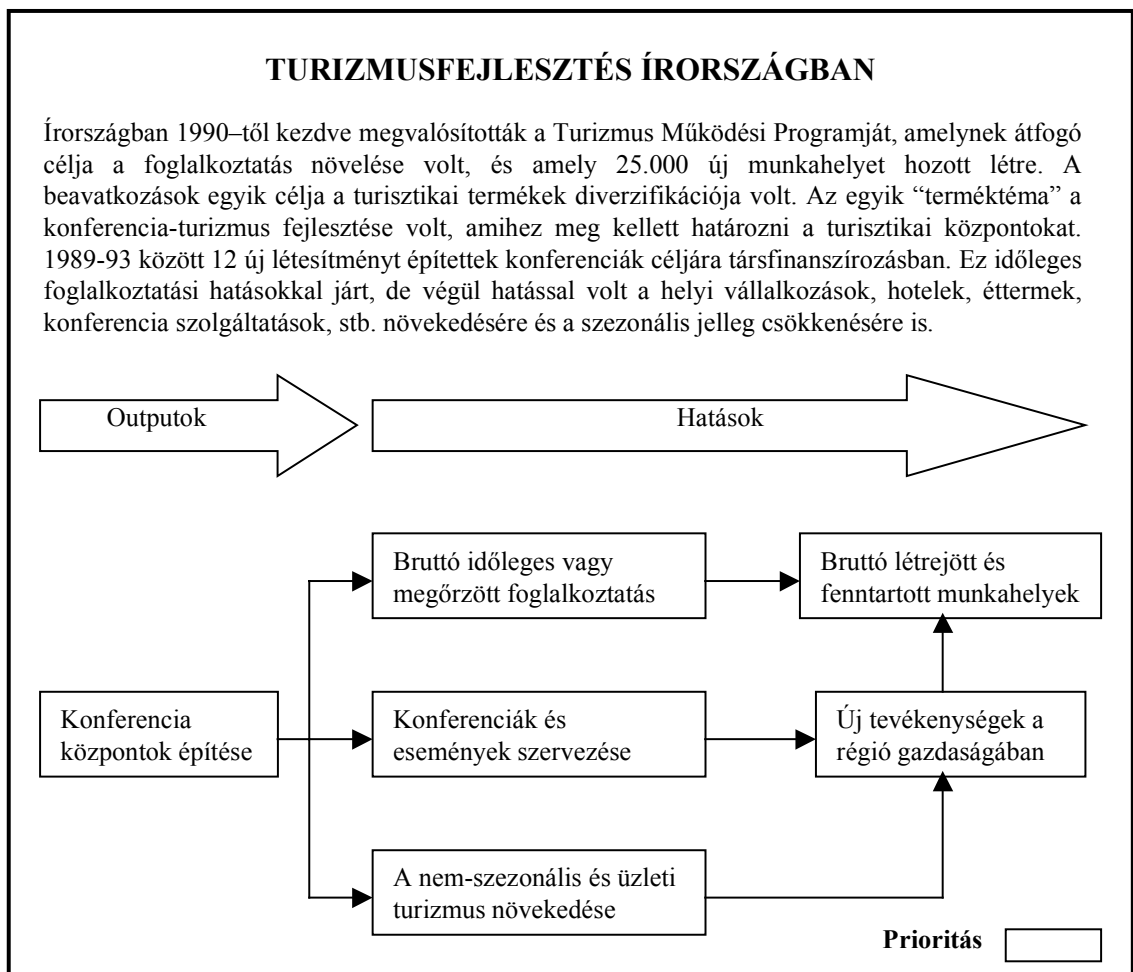 TURIZMUSFEJLESZTÉS ÍRORSZÁGBAN
Írországban 1990–től kezdve megvalósították a Turizmus Működési Programját, amelynek átfogó
célja a foglalkoztatás növelése volt, és amely 25.000 új munkahelyet hozott létre. A
beavatkozások egyik célja a turisztikai termékek diverzifikációja volt. Az egyik “terméktéma” a
konferencia-turizmus fejlesztése volt, amihez meg kellett határozni a turisztikai központokat.
1989-93 között 12 új létesítményt építettek konferenciák céljára társfinanszírozásban. Ez időleges
foglalkoztatási hatásokkal járt, de végül hatással volt a helyi vállalkozások, hotelek, éttermek,
konferencia szolgáltatások, stb. növekedésére és a szezonális jelleg csökkenésére is.
Outputok
Hatások
Bruttó időleges vagy
megőrzött foglalkoztatás
Bruttó létrejött és
fenntartott munkahelyek
Konferencia
központok építése
Konferenciák és
események szervezése
Új tevékenységek a
régió gazdaságában
A nem-szezonális és üzleti
turizmus növekedése
Prioritás